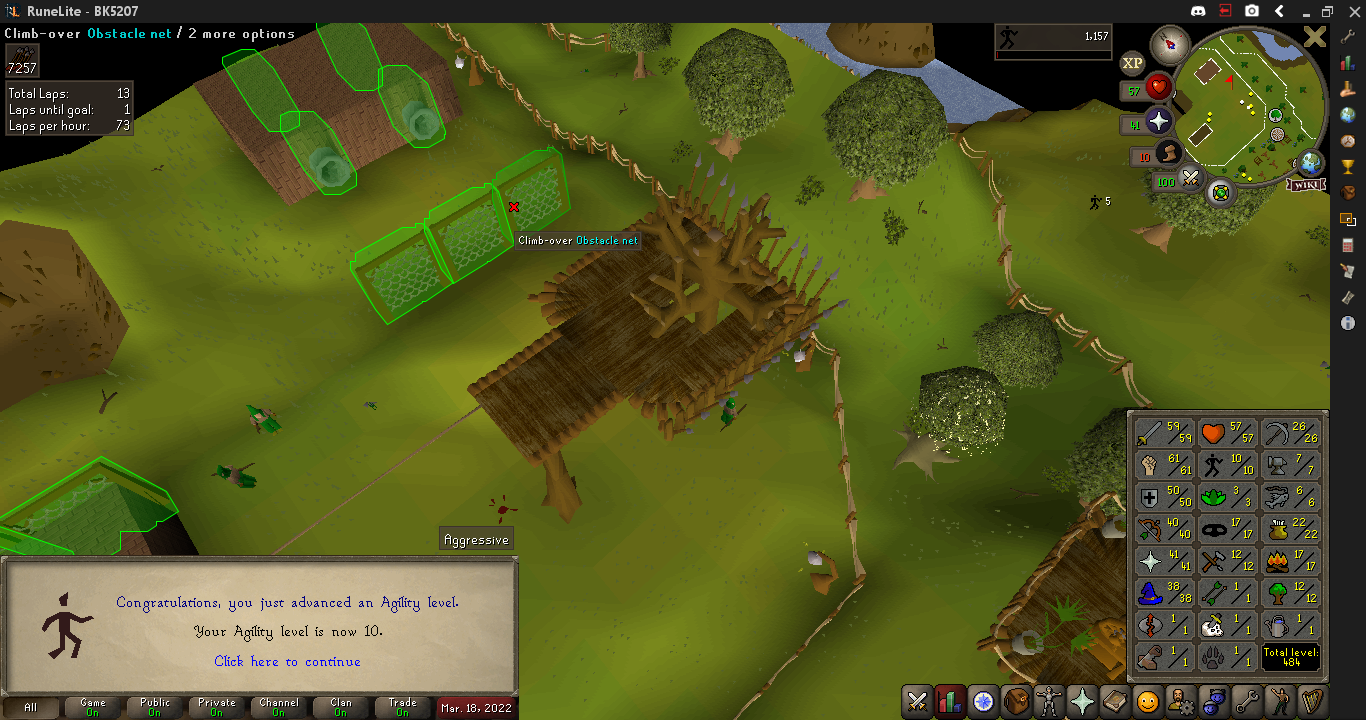 RuneLite - BK5207
Climb-over Obstacle net / 2 more options
7257
Total Laps: 13
Laps until goal: 1
Laps per hour: 73
1,157
XP
57
41
10
100
WIKI
5
Climb-over Obstacle net
Aggressive
Congratulations, you just advanced an Agility level.
Your Agility level is now 10.
Click here to continue
59/59 57/57 26/26
61/61 10/10 7/7
50/50 3/3 6/6
40/40 17/17 22/22
41/41 12/12 17/17
38/38 1/1 12/12
1/1 1/1 1/1
1/1 1/1 Total level: 484
All Game On Public On Private On Channel On Clan On Trade On Mar. 18, 2022